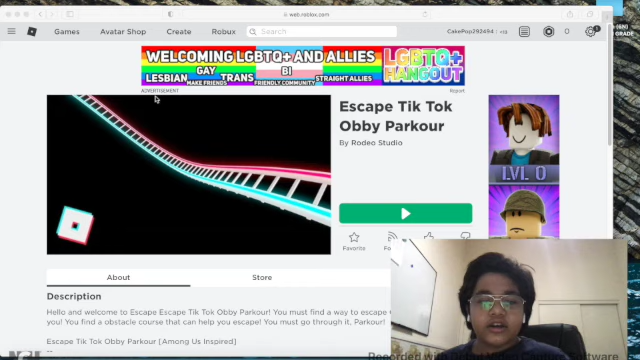 web.roblox.com
Games
Avatar Shop
Create
Robux
Search
CakePop292494
0
GRADE
WELCOMING LGBTQ+ AND ALLIES
LESBIAN GAY TRANS BI STRAIGHT ALLIES
MAKE FRIENDS FRIENDLY COMMUNITY
LGBTQ+
HANGOUT
ADVERTISEMENT
Report
Escape Tik Tok
Obby Parkour
By Rodeo Studio
LVL 0
Favorite
About
Store
Description
Hello and welcome to Escape Escape Tik Tok Obby Parkour! You must find a way to escape
you! You find a obstacle course that can help you escape! You must go through it, Parkour!
Escape Tik Tok Obby Parkour [Among Us Inspired]